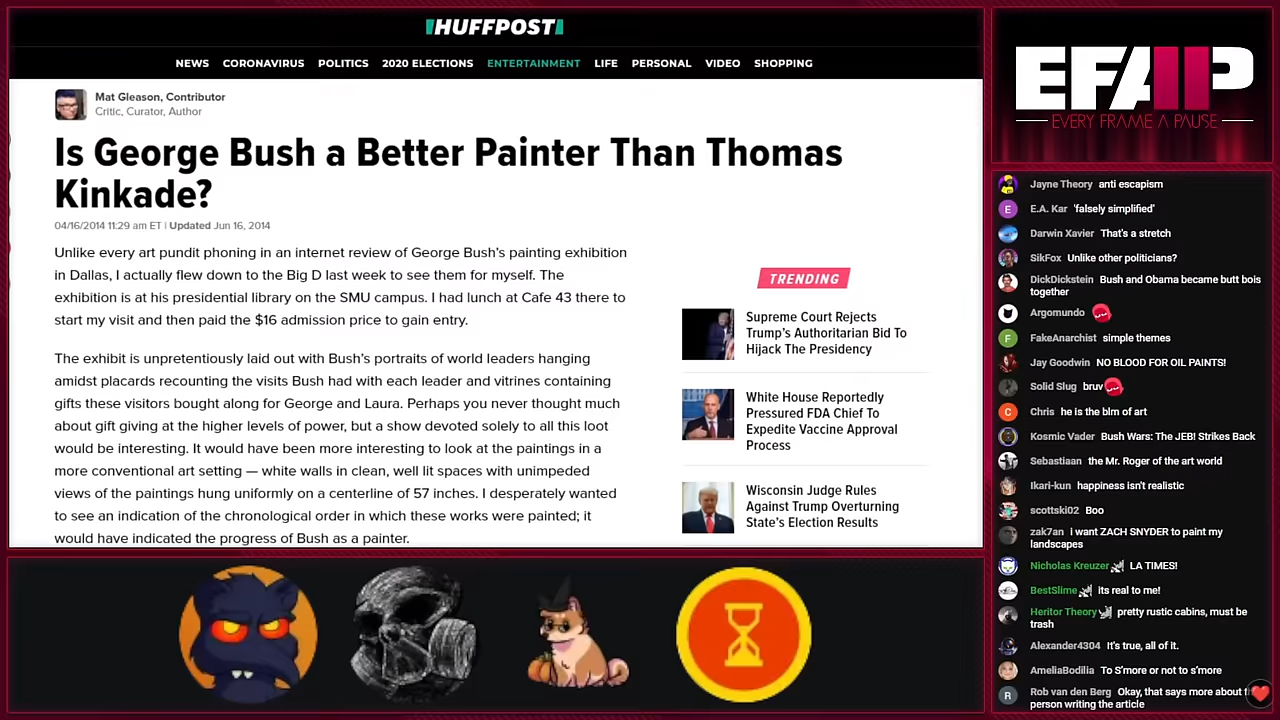 HUFFPOST
NEWS CORONAVIRUS POLITICS 2020 ELECTIONS ENTERTAINMENT LIFE PERSONAL VIDEO SHOPPING
Mat Gleason, Contributor
Critic, Curator, Author
Is George Bush a Better Painter Than Thomas
Kinkade?
04/16/2014 11:29 am ET | Updated Jun 16, 2014
Unlike every art pundit phoning in an internet review of George Bush's painting exhibition
in Dallas, I actually flew down to the Big D last week to see them for myself. The
exhibition is at his presidential library on the SMU campus. I had lunch at Cafe 43 there to
start my visit and then paid the $16 admission price to gain entry.
The exhibit is unpretentiously laid out with Bush's portraits of world leaders hanging
amidst placards recounting the visits Bush had with each leader and vitrines containing
gifts these visitors bought along for George and Laura. Perhaps you never thought much
about gift giving at the higher levels of power, but a show devoted solely to all this loot
would be interesting. It would have been more interesting to look at the paintings in a
more conventional art setting — white walls in clean, well lit spaces with unimpeded
views of the paintings hung uniformly on a centerline of 57 inches. I desperately wanted
to see an indication of the chronological order in which these works were painted; it
would have indicated the progress of Bush as a painter.
TRENDING
Supreme Court Rejects
Trump's Authoritarian Bid To
Hijack The Presidency
White House Reportedly
Pressured FDA Chief To
Expedite Vaccine Approval
Process
Wisconsin Judge Rules
Against Trump Overturning
State's Election Results
EFAP
EVERY FRAME A PAUSE
Jayne Theory anti escapism
E E.A. Kar 'falsely simplified'
Darwin Xavier That's a stretch
SikFox Unlike other politicians?
DickDickstein Bush and Obama became butt bois
together
Argomundo
F FakeAnarchist simple themes
Jay Goodwin NO BLOOD FOR OIL PAINTS!
Solid Slug bruv
C Chris he is the blm of art
Kosmic Vader Bush Wars: The JEB! Strikes Back
Sebastiaan the Mr. Roger of the art world
Ikari-kun happiness isn't realistic
scottski02 Boo
zak7an i want ZACH SNYDER to paint my
landscapes
Nicholas Kreuzer LA TIMES!
BestSlime its real to me!
Heritor Theory pretty rustic cabins, must be
trash
Alexander4304 It's true, all of it.
AmeliaBodilia To S'more or not to s'more
R Rob van den Berg Okay, that says more about
person writing the article